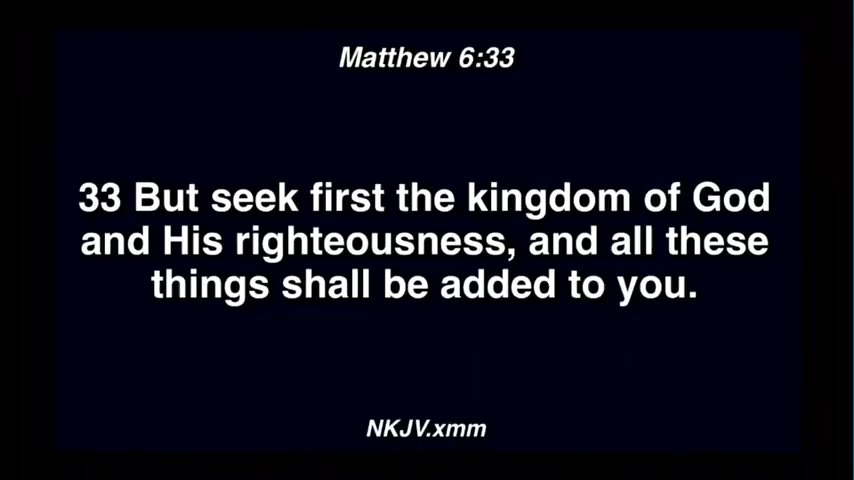 Matthew 6:33
33 But seek first the kingdom of God
and His righteousness, and all these
things shall be added to you.
NKJV.xmm